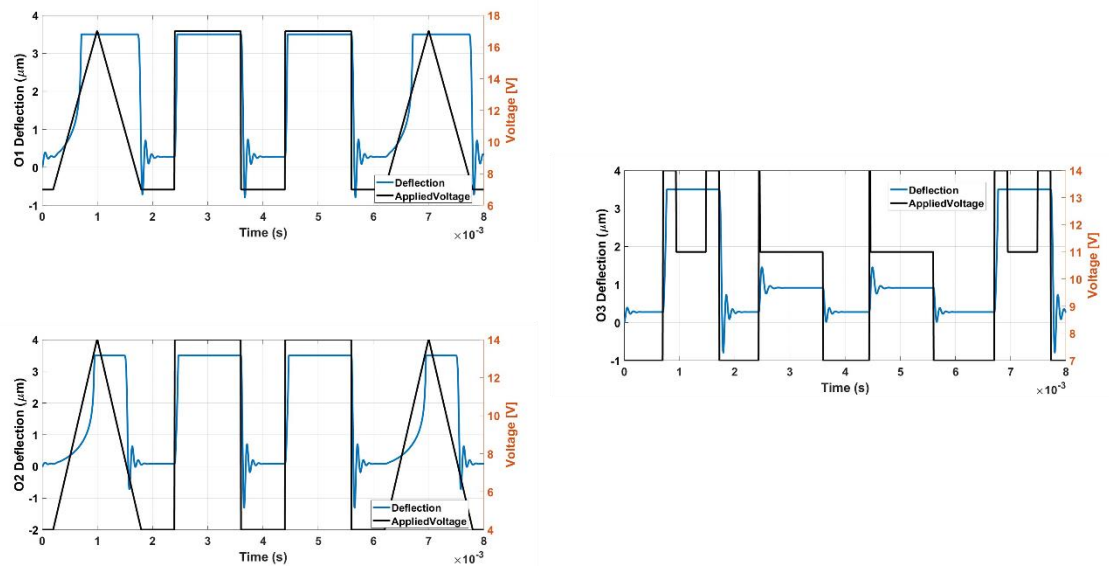 O1 Deflection (μm)
4
3
2
1
0
-1
18
16
14
12
10
8
6
Voltage [V]
Deflection
AppliedVoltage
0 1 2 3 4 5 6 7 8
Time (s)
×10⁻³
O2 Deflection (μm)
4
3
2
1
0
-1
-2
14
12
10
8
6
4
Voltage [V]
Deflection
AppliedVoltage
0 1 2 3 4 5 6 7 8
Time (s)
×10⁻³
O3 Deflection (μm)
4
3
2
1
0
-1
14
13
12
11
10
9
8
7
Voltage [V]
Deflection
AppliedVoltage
0 1 2 3 4 5 6 7 8
Time (s)
×10⁻³